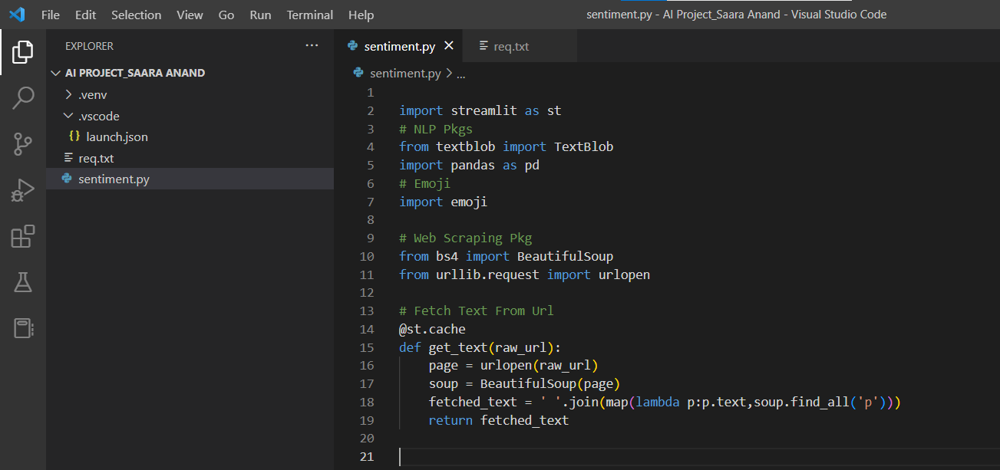 File Edit Selection View Go Run Terminal Help
sentiment.py - AI Project_Saara Anand - Visual Studio Code
EXPLORER
AI PROJECT_SAARA ANAND
.venv
.vscode
{} launch.json
req.txt
sentiment.py
sentiment.py req.txt
sentiment.py > ...
1
2 import streamlit as st
3 # NLP Pkgs
4 from textblob import TextBlob
5 import pandas as pd
6 # Emoji
7 import emoji
8
9 # Web Scraping Pkg
10 from bs4 import BeautifulSoup
11 from urllib.request import urlopen
12
13 # Fetch Text From Url
14 @st.cache
15 def get_text(raw_url):
16     page = urlopen(raw_url)
17     soup = BeautifulSoup(page)
18     fetched_text = ' '.join(map(lambda p:p.text,soup.find_all('p')))
19     return fetched_text
20
21